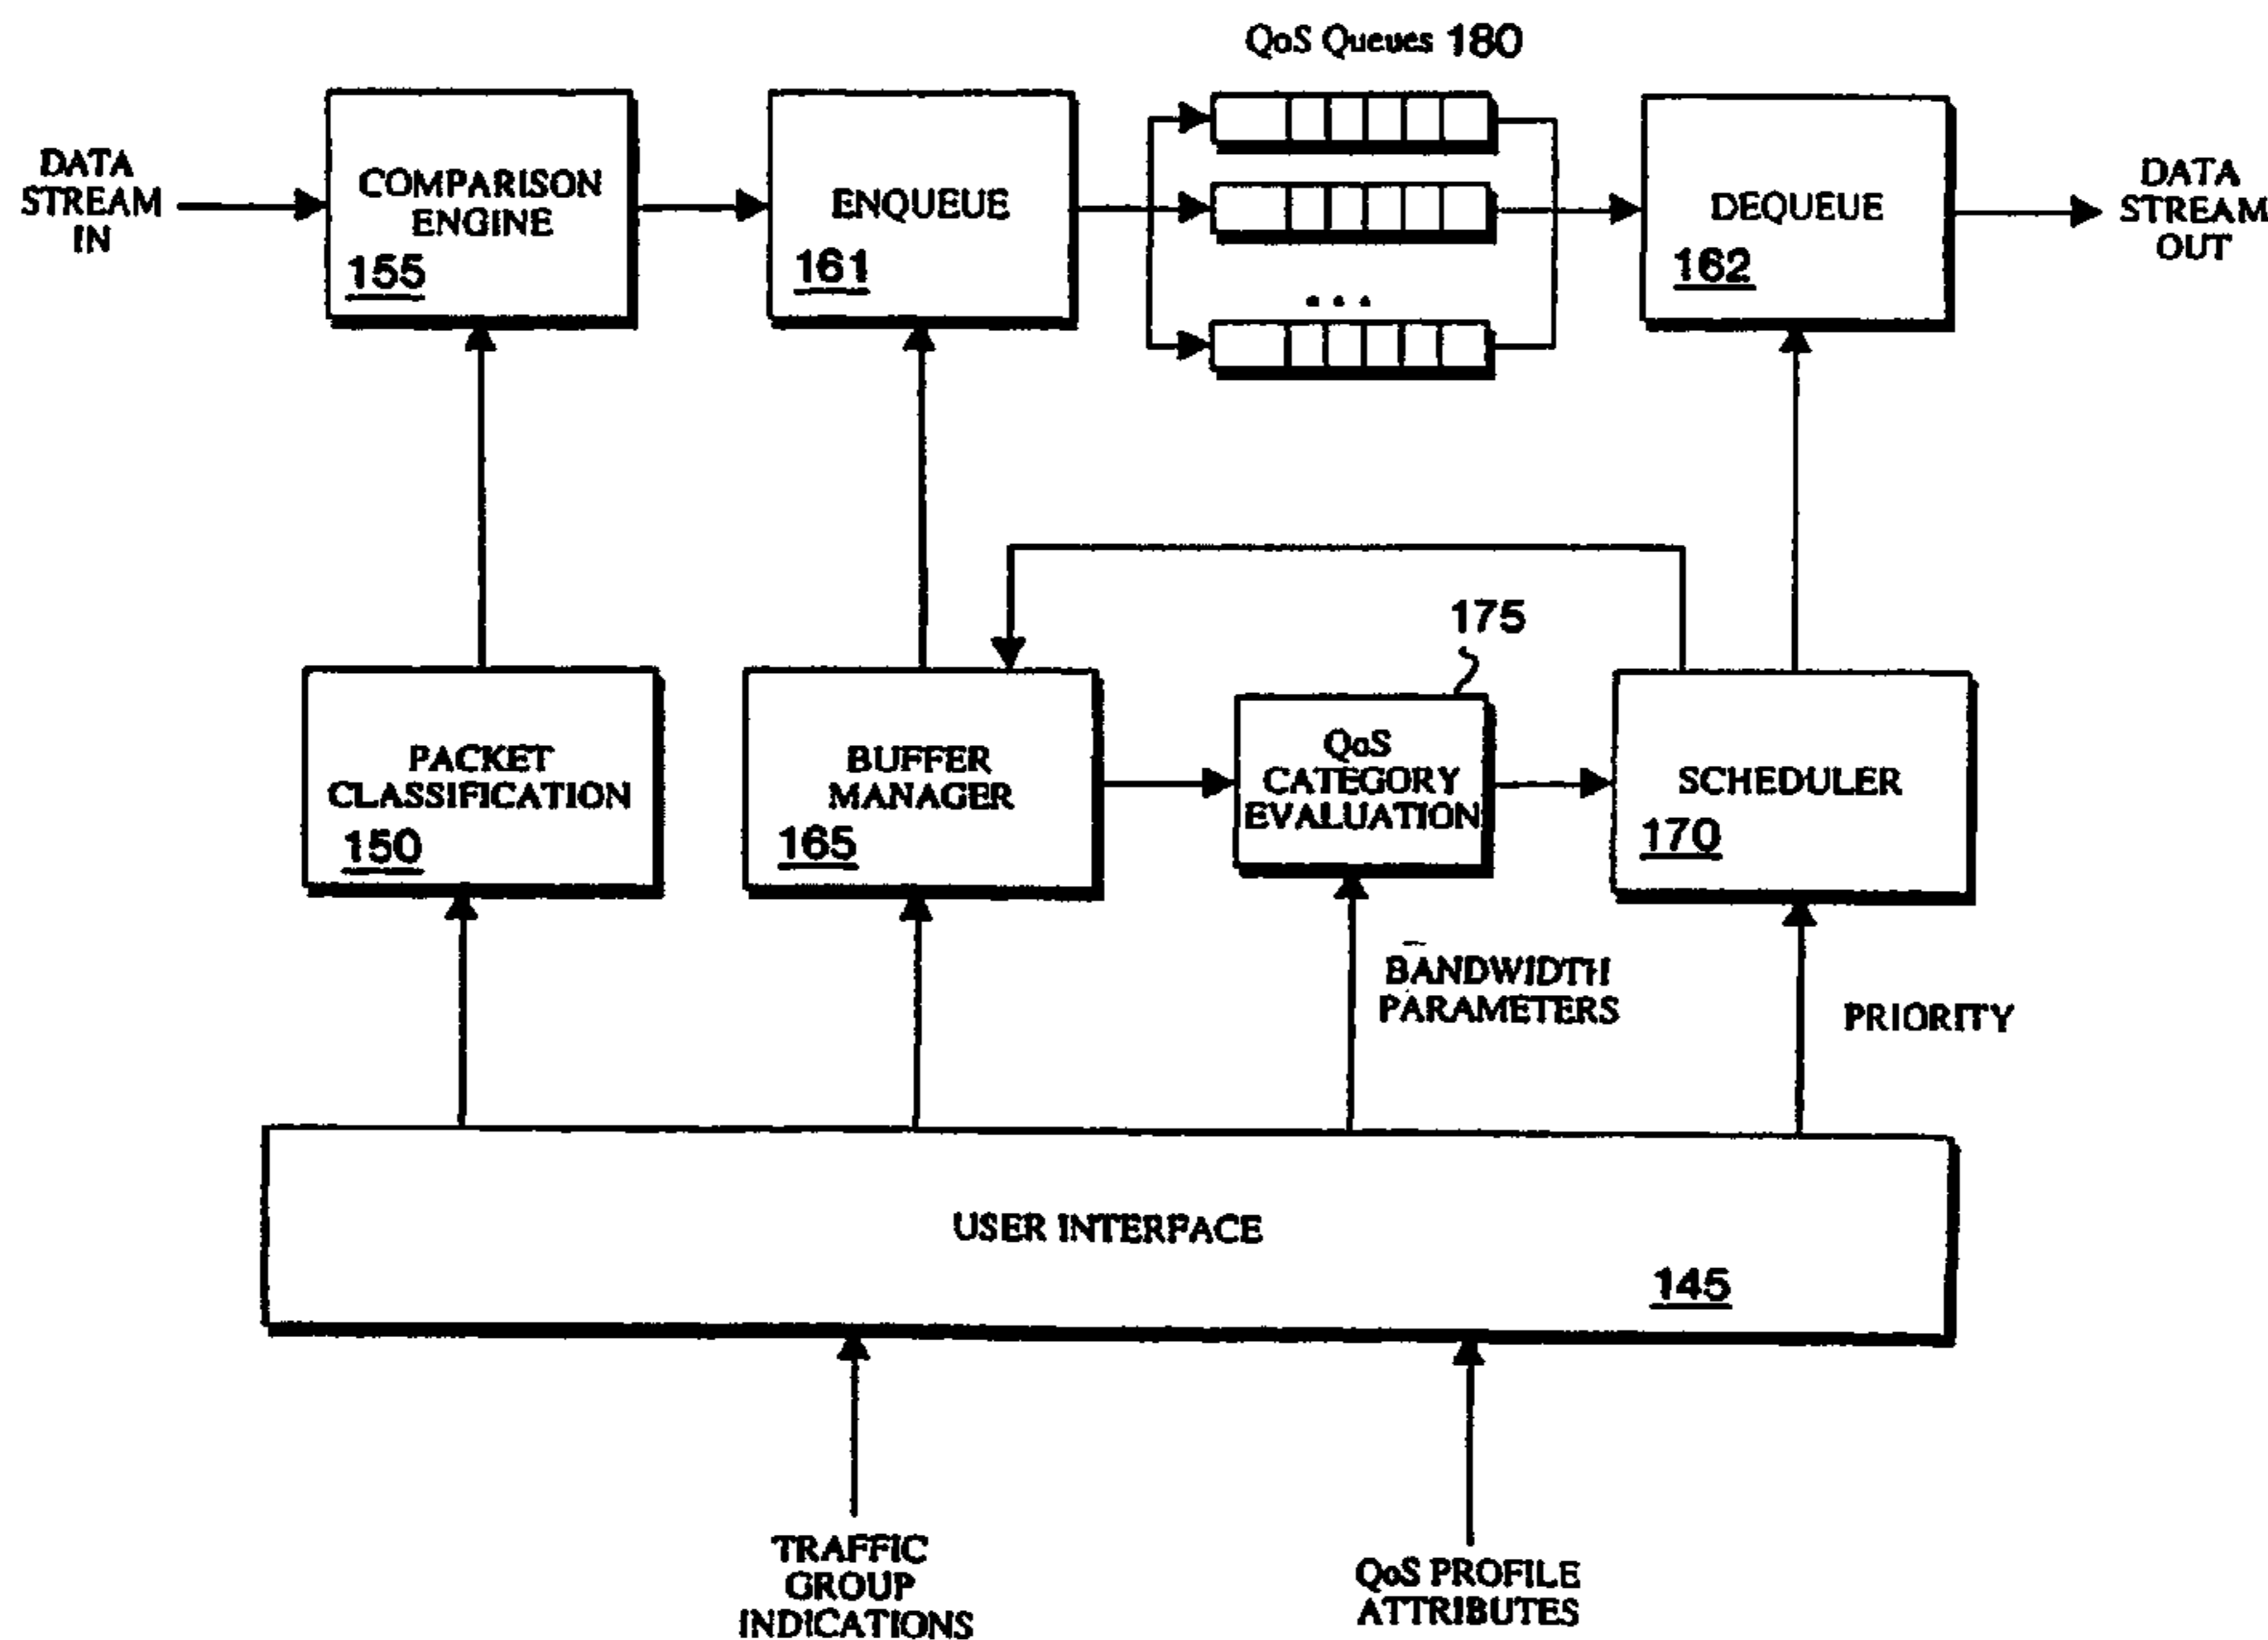 QoS Queues 180
DATA
STREAM
IN
COMPARISON
ENGINE
155
ENQUEUE
161
DEQUEUE
162
DATA
STREAM
OUT
...
175
PACKET
CLASSIFICATION
150
BUFFER
MANAGER
165
QoS
CATEGORY
EVALUATION
SCHEDULER
170
BANDWIDTH
PARAMETERS
PRIORITY
USER INTERFACE
145
TRAFFIC
GROUP
INDICATIONS
QoS PROFILE
ATTRIBUTES